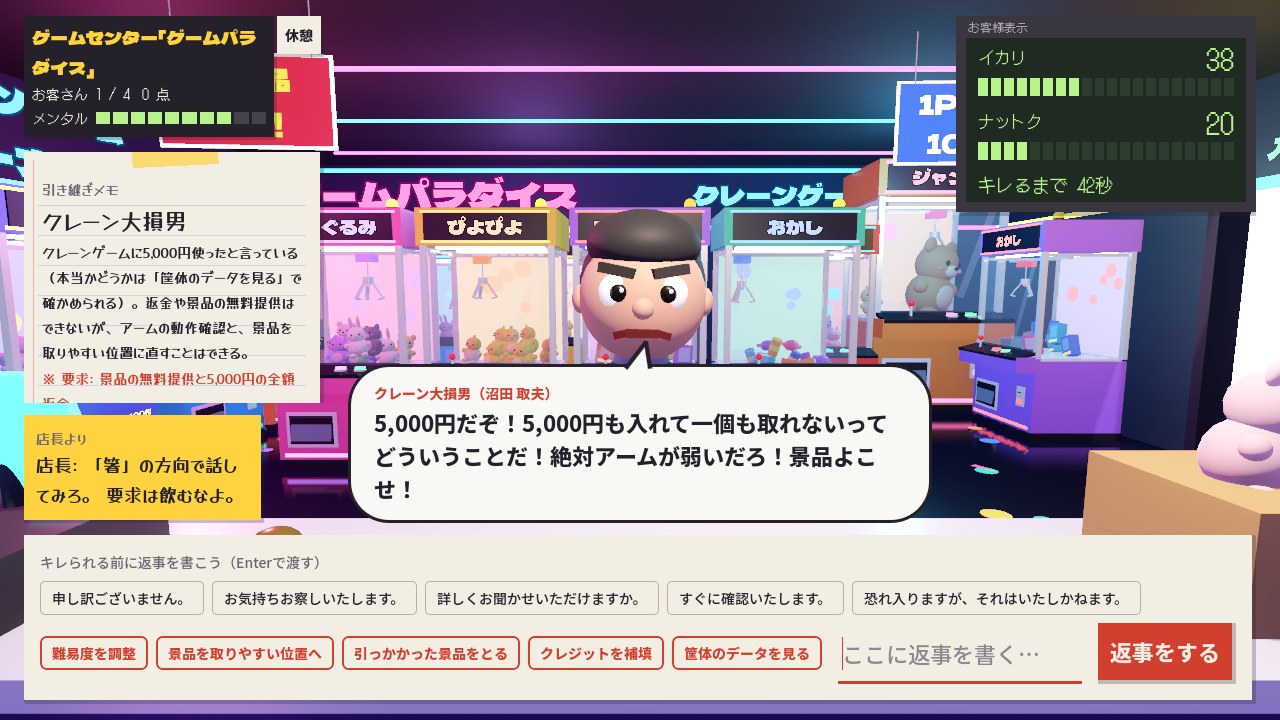 ゲームセンター「ゲームパラ
ダイス」
休憩
お客さん 1/4 0点
メンタル
引き継ぎメモ
クレーン大損男
クレーンゲームに5,000円使ったと言っている
（本当かどうかは「筐体のデータを見る」で
確かめられる）。返金や景品の無料提供は
できないが、アームの動作確認と、景品を
取りやすい位置に直すことはできる。
※ 要求: 景品の無料提供と5,000円の全額
店長より
店長: 「箸」の方向で話し
てみろ。 要求は飲むなよ。
お客様表示
イカリ 38
ナットク 20
キレるまで 42秒
ームパラダイス
クレーンゲー
ジャン
ぐるみ
ぴよぴよ
おかし
おかし
クレーン大損男（沼田 取夫）
5,000円だぞ！5,000円も入れて一個も取れないって
どういうことだ！絶対アームが弱いだろ！景品よこ
せ！
キレられる前に返事を書こう（Enterで渡す）
申し訳ございません。
お気持ちお察しいたします。
詳しくお聞かせいただけますか。
すぐに確認いたします。
恐れ入りますが、それはいたしかねます。
難易度を調整
景品を取りやすい位置へ
引っかかった景品をとる
クレジットを補填
筐体のデータを見る
ここに返事を書く…
返事をする